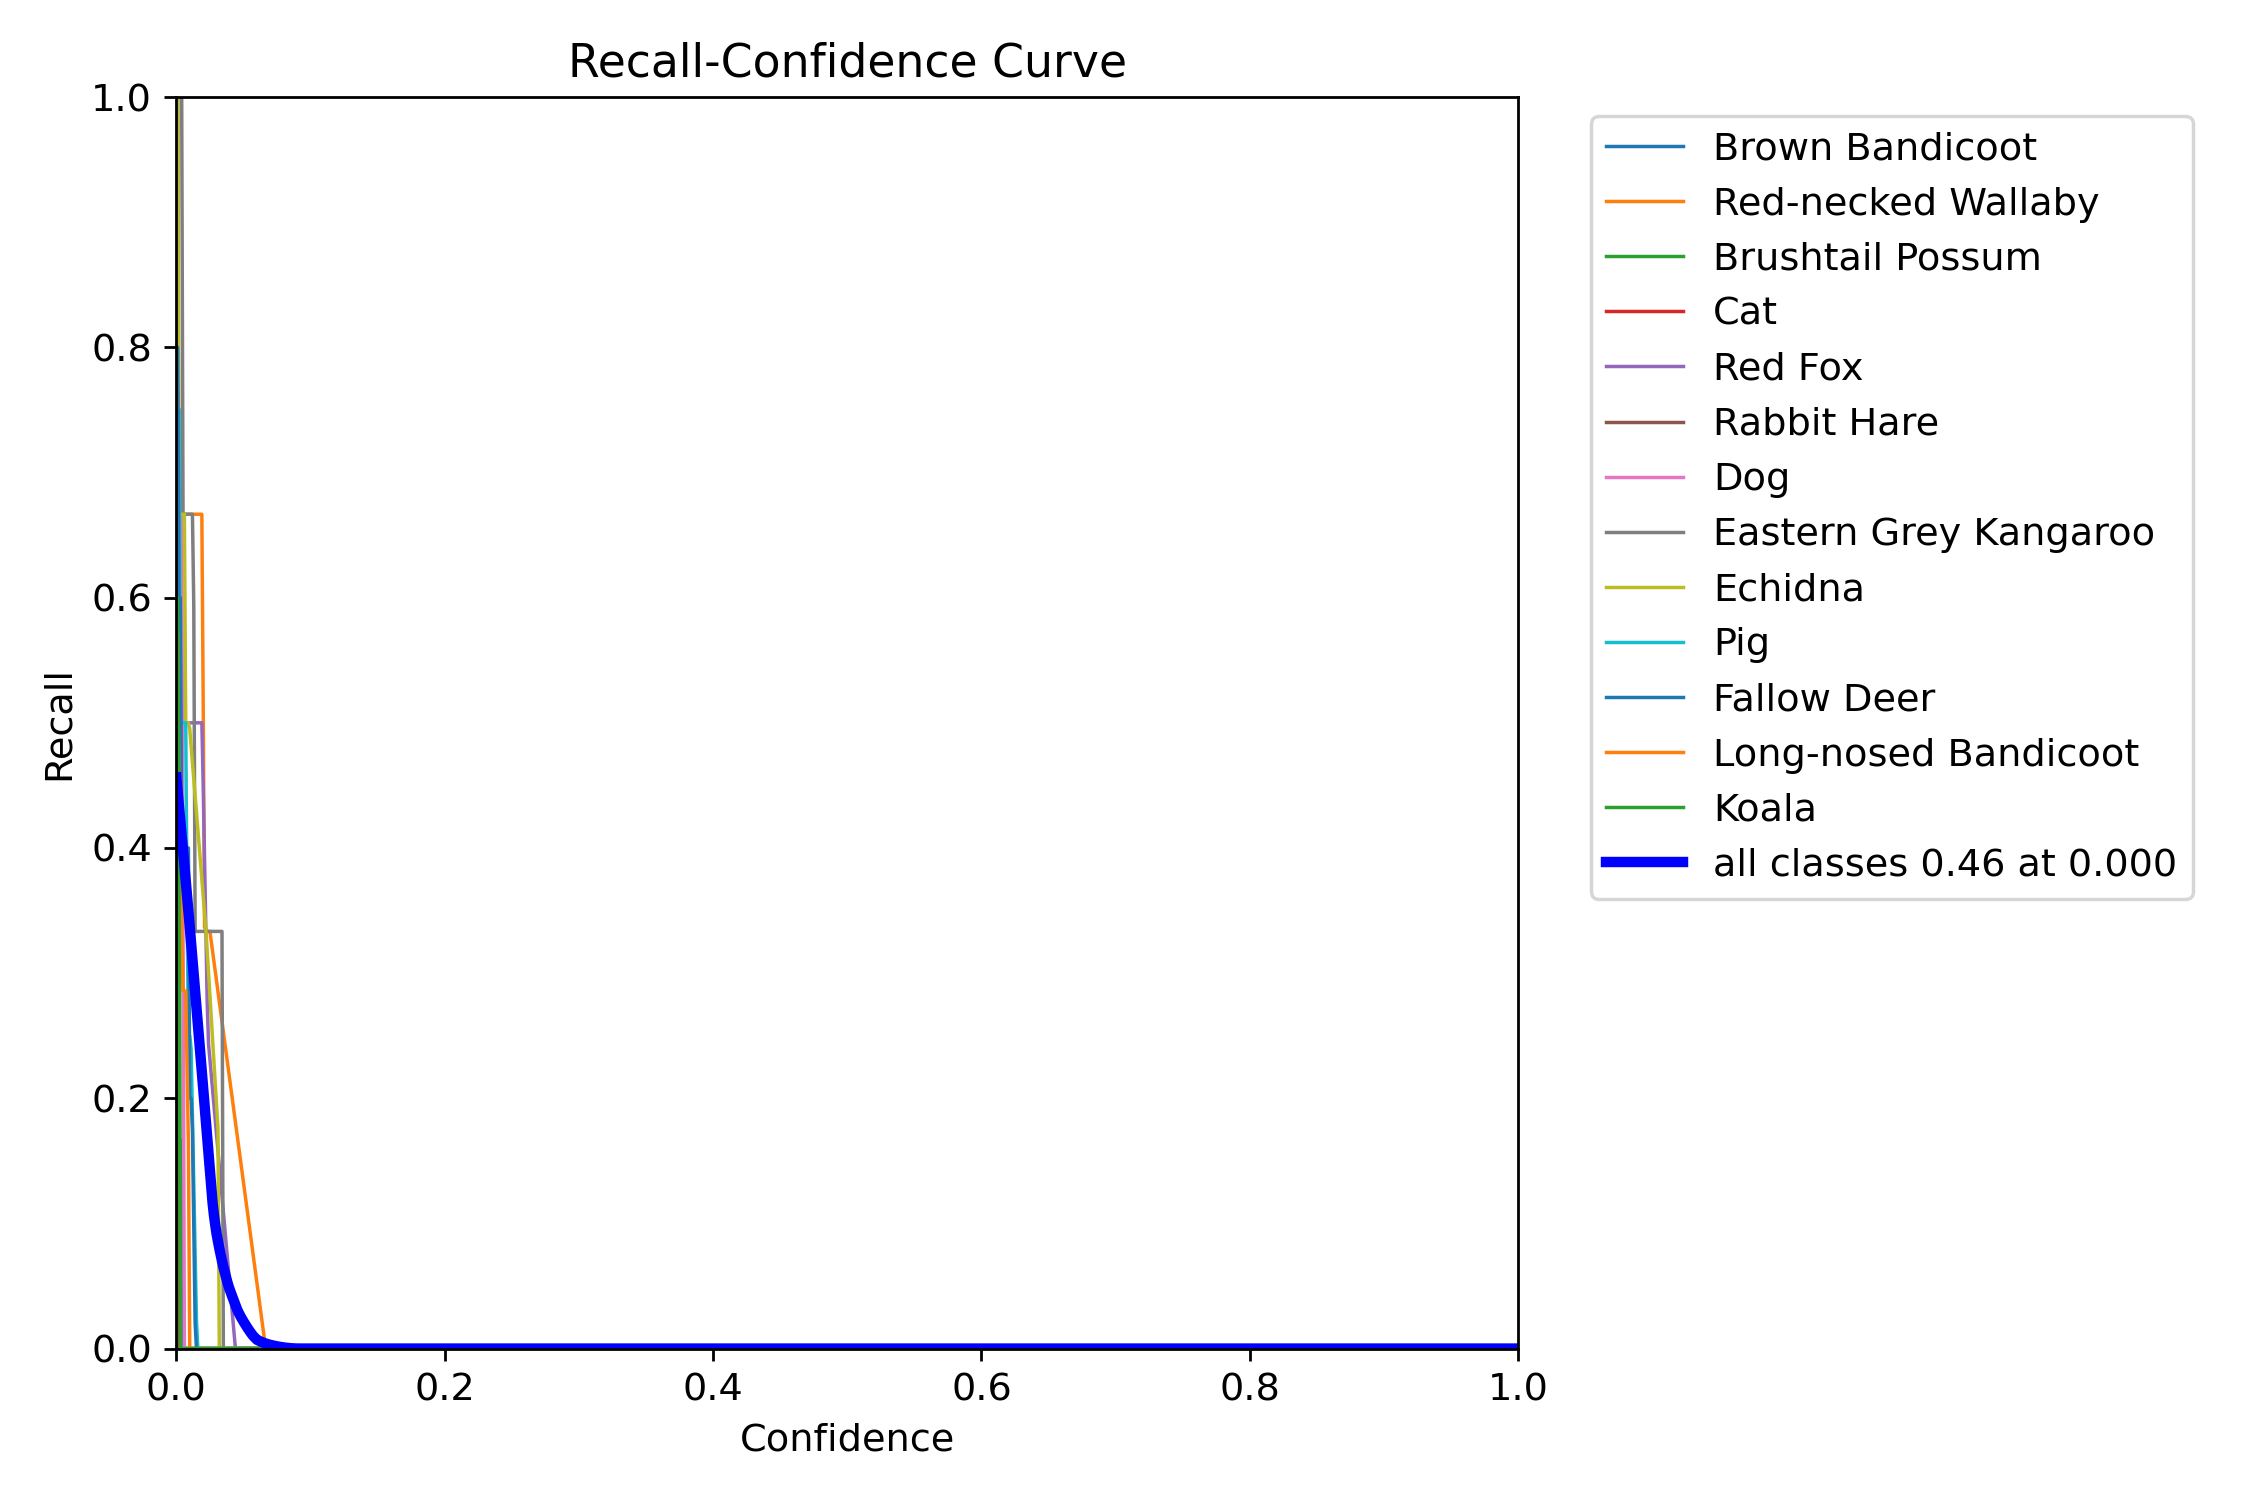 Recall-Confidence Curve
1.0
0.8
0.6
0.4
0.2
0.0
Recall
0.0 0.2 0.4 0.6 0.8 1.0
Confidence
Brown Bandicoot
Red-necked Wallaby
Brushtail Possum
Cat
Red Fox
Rabbit Hare
Dog
Eastern Grey Kangaroo
Echidna
Pig
Fallow Deer
Long-nosed Bandicoot
Koala
all classes 0.46 at 0.000